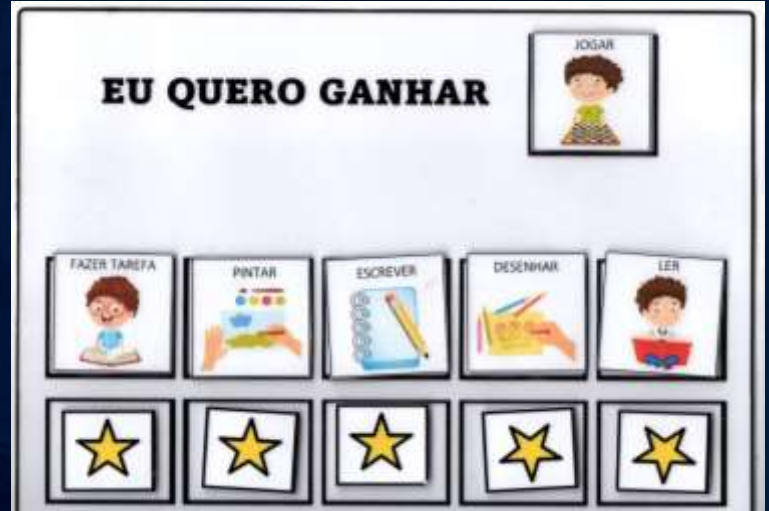 JOGAR
EU QUERO GANHAR
FAZER TAREFA
PINTAR
ESCREVER
DESENHAR
LER